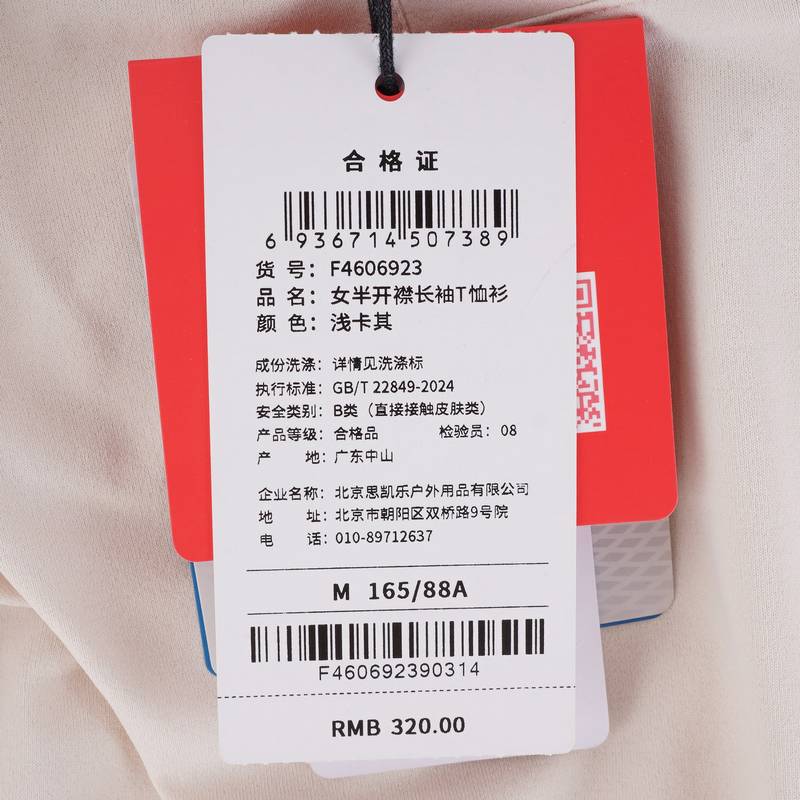 合格证
6 936714 507389
货 号：F4606923
品 名：女半开襟长袖T恤衫
颜 色：浅卡其
成份洗涤：详情见洗涤标
执行标准：GB/T 22849-2024
安全类别：B类（直接接触皮肤类）
产品等级：合格品 检验员：08
产 地：广东中山
企业名称：北京思凯乐户外用品有限公司
地 址：北京市朝阳区双桥路9号院
电 话：010-89712637
M 165/88A
F460692390314
RMB 320.00